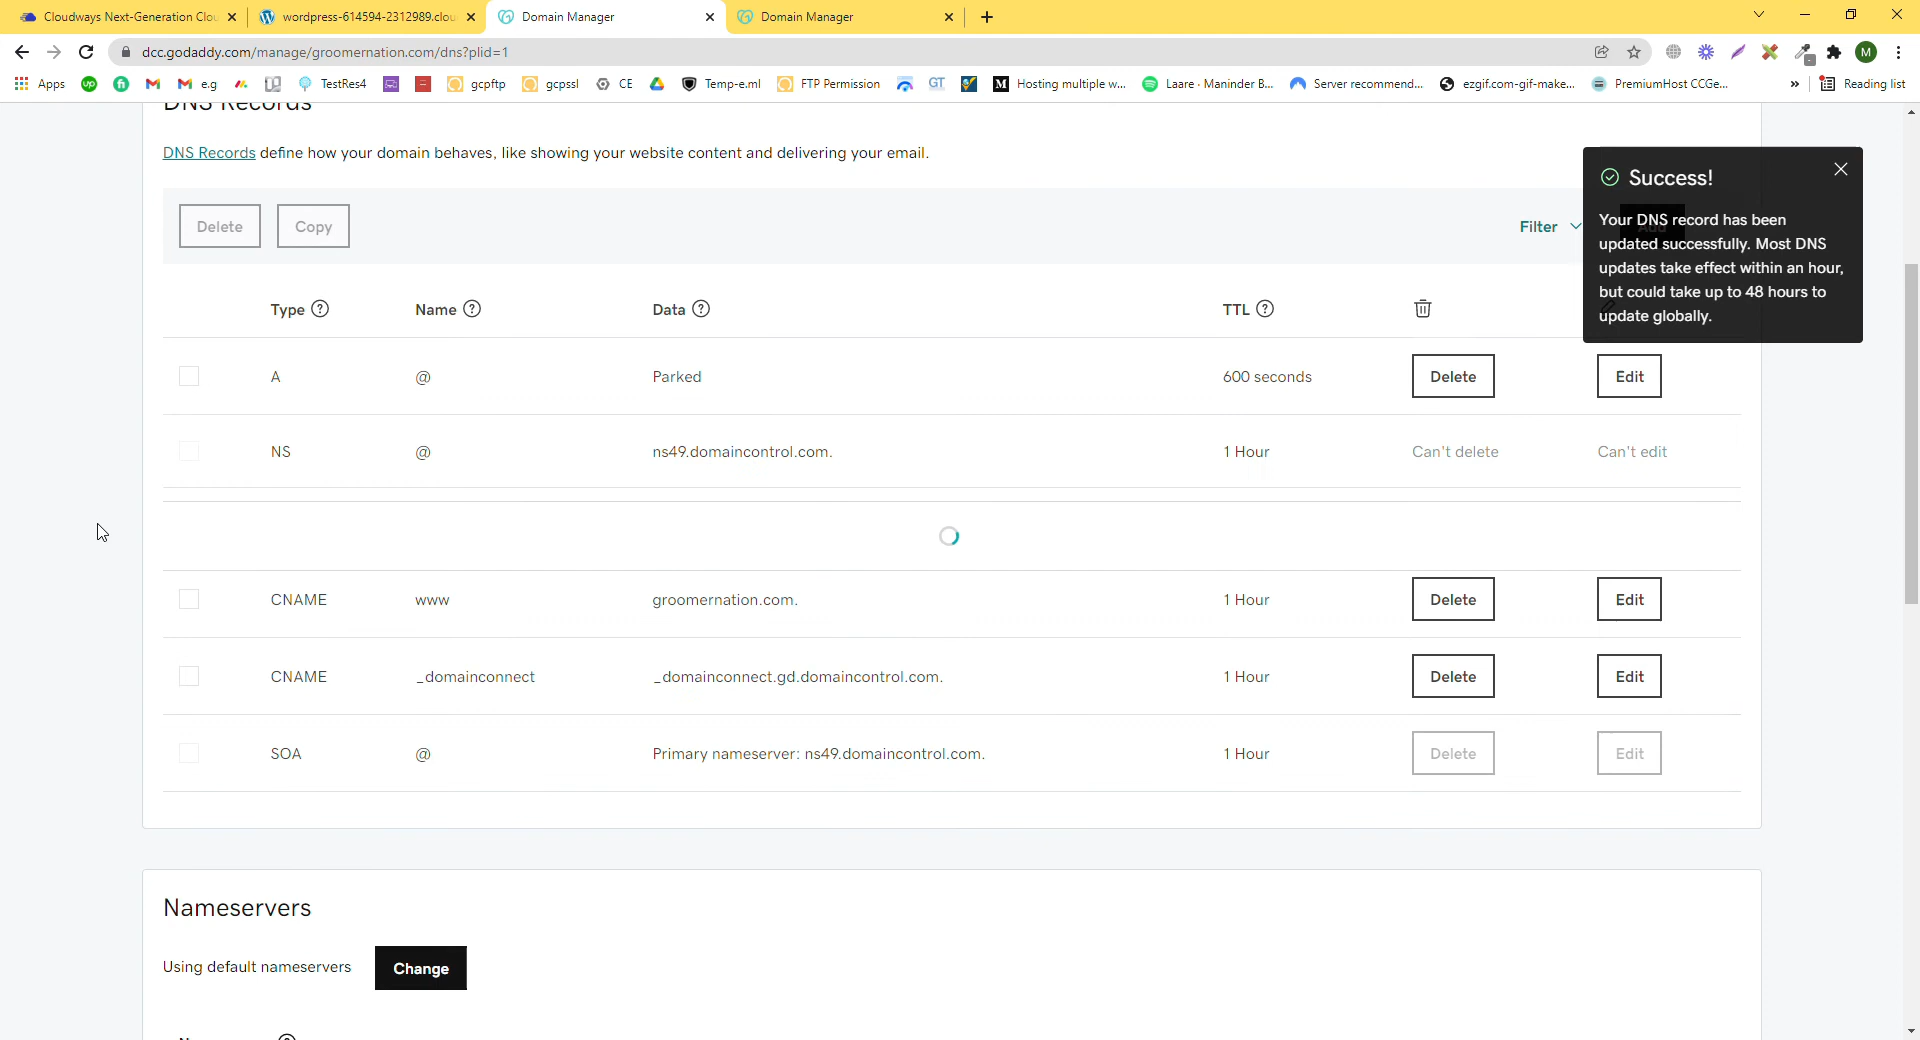 Cloudways Next-Generation Clou
wordpress-614594-2312989.clou
Domain Manager
Domain Manager
dcc.godaddy.com/manage/groomernation.com/dns?plid=1
Apps
e.g
TestRes4
gcpftp
gcpssl
CE
Temp-e.ml
FTP Permission
GT
Hosting multiple w...
Laare - Maninder B...
Server recommend...
ezgif.com-gif-make...
PremiumHost CCGe...
»
Reading list
DNS Records
DNS Records define how your domain behaves, like showing your website content and delivering your email.
Delete Copy Filter Add
Success!
Your DNS record has been
updated successfully. Most DNS
updates take effect within an hour,
but could take up to 48 hours to
update globally.
Type Name Data TTL
A @ Parked 600 seconds Delete Edit
NS @ ns49.domaincontrol.com. 1 Hour Can't delete Can't edit
CNAME www groomernation.com. 1 Hour Delete Edit
CNAME _domainconnect _domainconnect.gd.domaincontrol.com. 1 Hour Delete Edit
SOA @ Primary nameserver: ns49.domaincontrol.com. 1 Hour Delete Edit
Nameservers
Using default nameservers Change